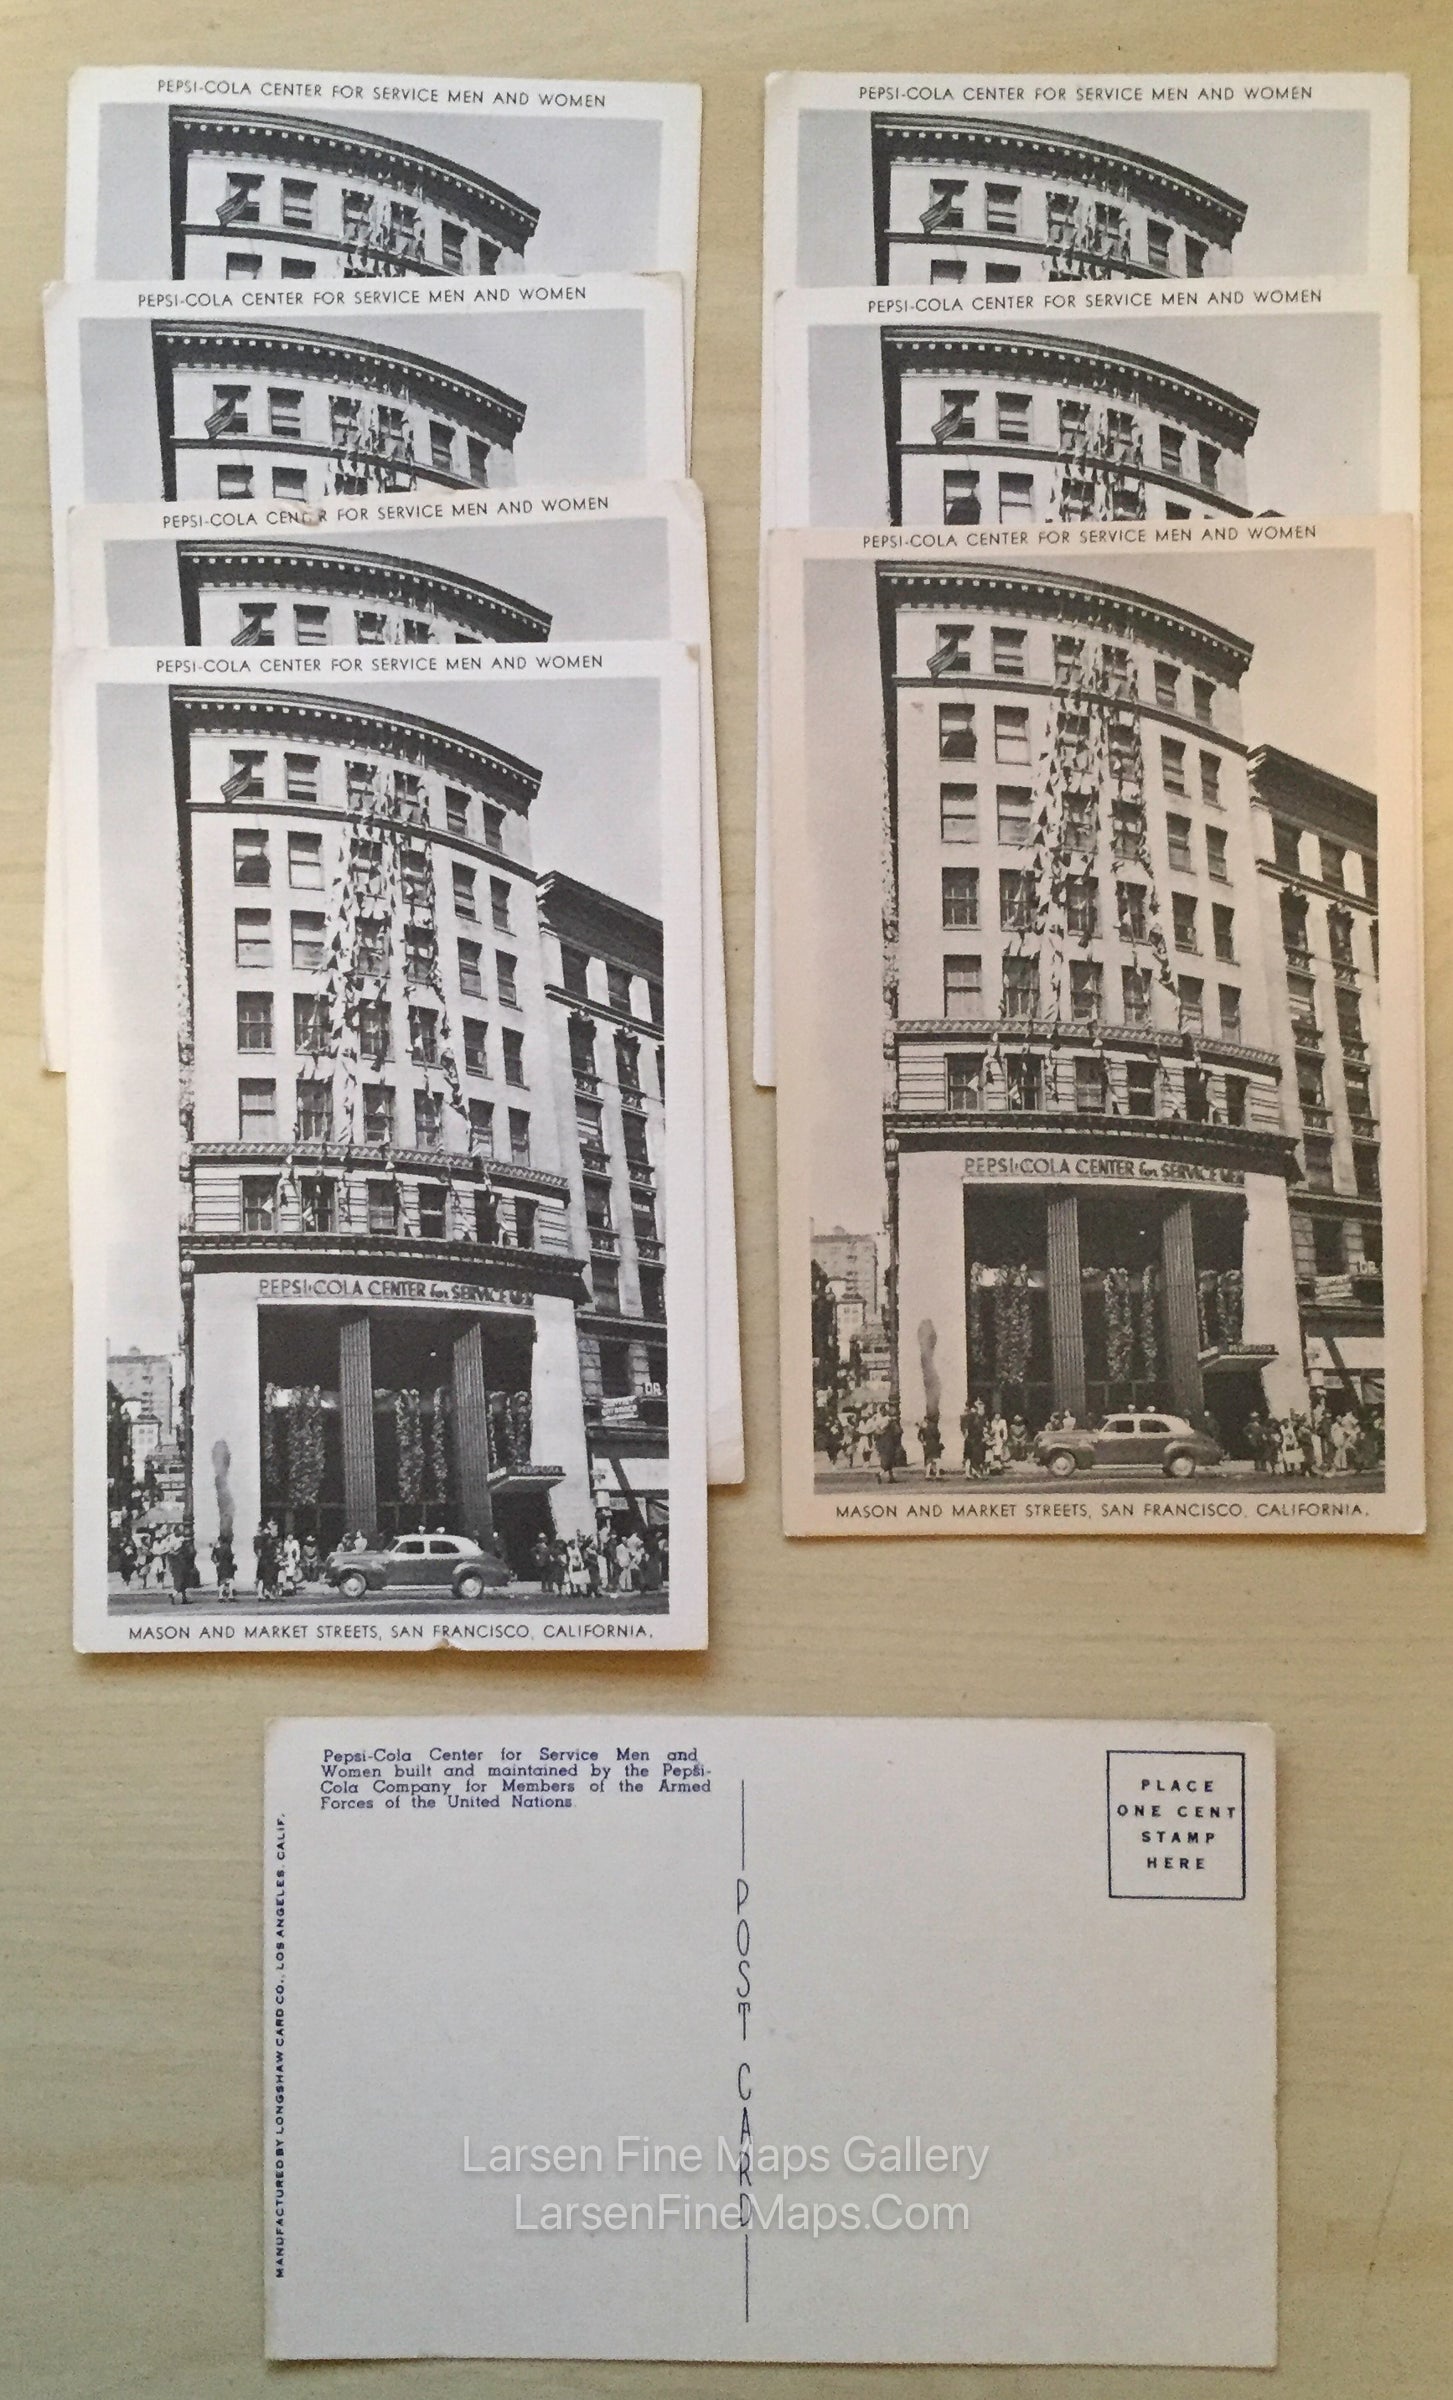 PEPSI-COLA CENTER FOR SERVICE MEN AND WOMEN
PEPSI-COLA CENTER FOR SERVICE MEN AND WOMEN
PEPSI-COLA CENTER FOR SERVICE MEN AND WOMEN
PEPSI-COLA CENTER FOR SERVICE MEN AND WOMEN
PEPSI-COLA CENTER for SERVICE MEN
MASON AND MARKET STREETS, SAN FRANCISCO, CALIFORNIA.
PEPSI-COLA CENTER FOR SERVICE MEN AND WOMEN
PEPSI-COLA CENTER FOR SERVICE MEN AND WOMEN
PEPSI-COLA CENTER FOR SERVICE MEN AND WOMEN
PEPSI-COLA CENTER for SERVICE MEN
MASON AND MARKET STREETS, SAN FRANCISCO, CALIFORNIA.
Pepsi-Cola Center for Service Men and
Women built and maintained by the Pepsi-
Cola Company for Members of the Armed
Forces of the United Nations
PLACE
ONE CENT
STAMP
HERE
POST CARD
MANUFACTURED BY LONGSHAW CARD CO., LOS ANGELES, CALIF.
Larsen Fine Maps Gallery
LarsenFineMaps.Com